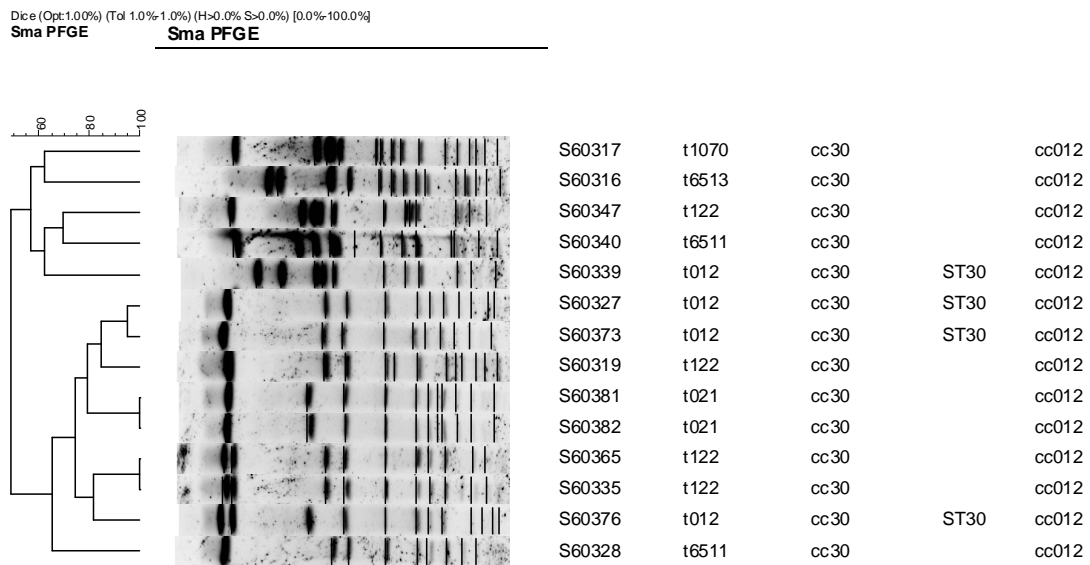 Dice (Opt:1.00%) (Tol 1.0%-1.0%) (H>0.0% S>0.0%) [0.0%-100.0%]
Sma PFGE Sma PFGE
60 80 100
S60317 t1070 cc30 cc012
S60316 t6513 cc30 cc012
S60347 t122 cc30 cc012
S60340 t6511 cc30 cc012
S60339 t012 cc30 ST30 cc012
S60327 t012 cc30 ST30 cc012
S60373 t012 cc30 ST30 cc012
S60319 t122 cc30 cc012
S60381 t021 cc30 cc012
S60382 t021 cc30 cc012
S60365 t122 cc30 cc012
S60335 t122 cc30 cc012
S60376 t012 cc30 ST30 cc012
S60328 t6511 cc30 cc012